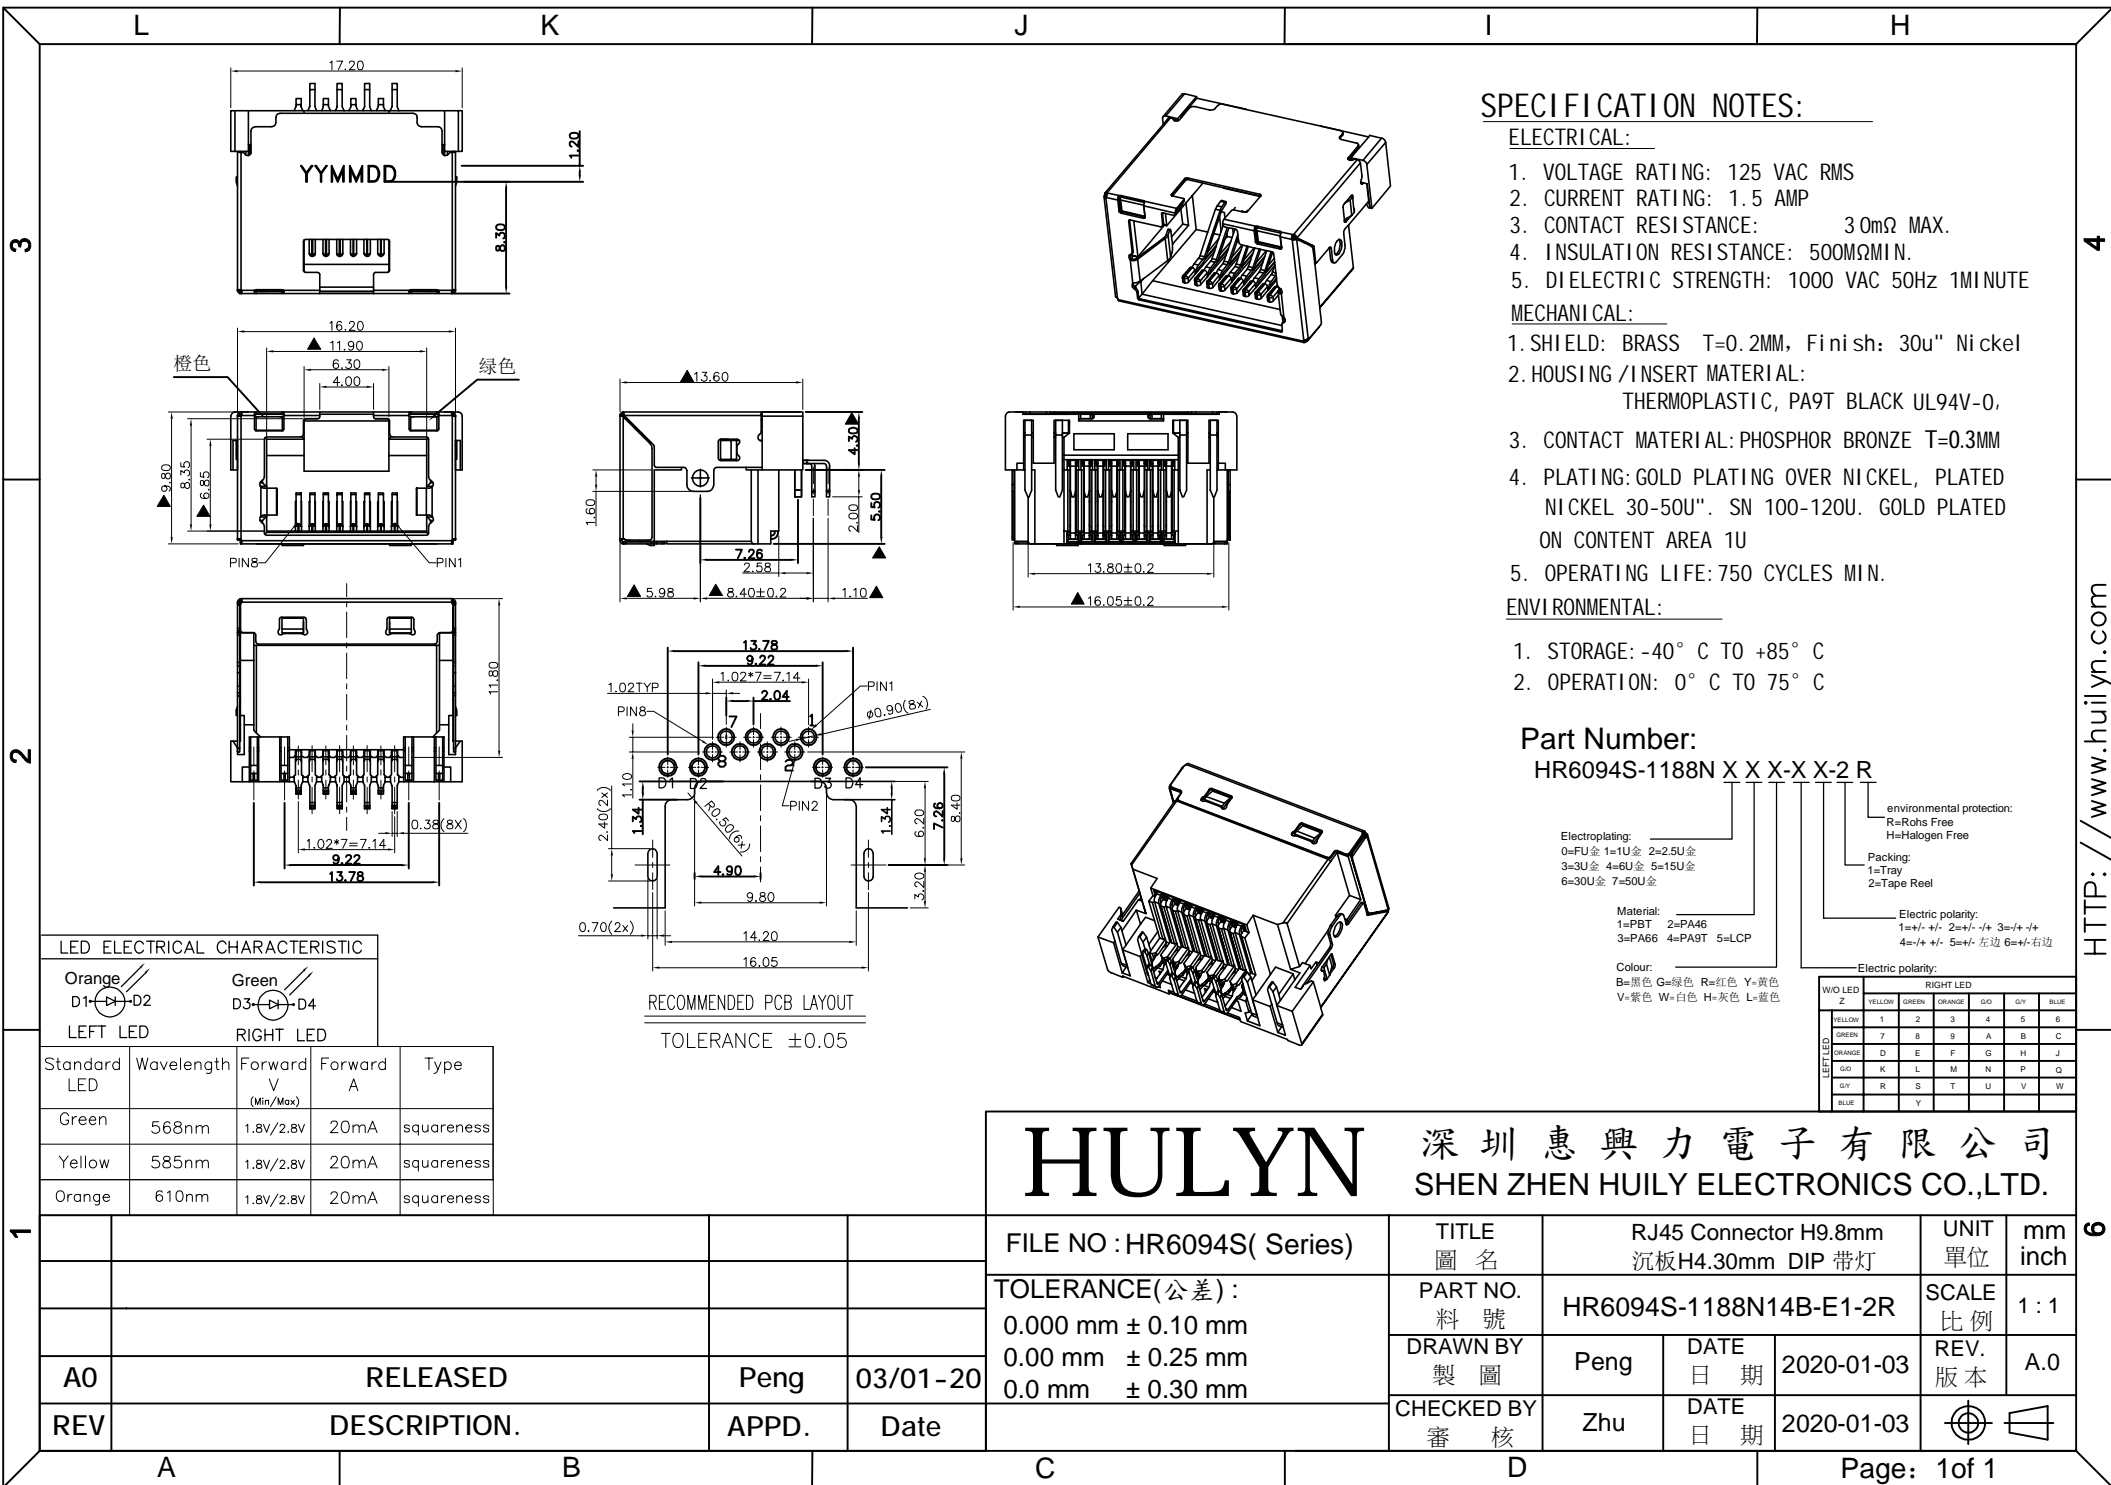 L
K
J
I
H
3
2
1
4
6
HTTP://www.huilyn.com
17.20
YYMMDD
1.20
8.30
16.20
▲ 11.90
6.30
4.00
橙色
绿色
▲ 9.80
8.35
▲ 6.85
PIN8
PIN1
11.80
0.38(8X)
1.02*7=7.14
9.22
13.78
▲13.60
4.30▲
1.60
2.00
5.50
▲
7.26
2.58
▲ 5.98
▲ 8.40±0.2
1.10▲
13.80±0.2
▲ 16.05±0.2
13.78
9.22
1.02*7=7.14
1.02TYP
2.04
PIN1
PIN8
ø0.90(8x)
7
1
8
2
D1
D2
D3
D4
PIN2
1.10
1.34
2.40(2x)
R0.50(6x)
1.34
6.20
7.26
8.40
4.90
9.80
3.20
0.70(2x)
14.20
16.05
RECOMMENDED PCB LAYOUT
TOLERANCE ±0.05
SPECIFICATION NOTES:
ELECTRICAL:
1. VOLTAGE RATING: 125 VAC RMS
2. CURRENT RATING: 1.5 AMP
3. CONTACT RESISTANCE: 30mΩ MAX.
4. INSULATION RESISTANCE: 500MΩMIN.
5. DIELECTRIC STRENGTH: 1000 VAC 50Hz 1MINUTE
MECHANICAL:
1. SHIELD: BRASS T=0.2MM, Finish: 30u" Nickel
2. HOUSING /INSERT MATERIAL:
THERMOPLASTIC, PA9T BLACK UL94V-0,
3. CONTACT MATERIAL: PHOSPHOR BRONZE T=0.3MM
4. PLATING: GOLD PLATING OVER NICKEL, PLATED
NICKEL 30-50U". SN 100-120U. GOLD PLATED
ON CONTENT AREA 1U
5. OPERATING LIFE: 750 CYCLES MIN.
ENVIRONMENTAL:
1. STORAGE: -40° C TO +85° C
2. OPERATION: 0° C TO 75° C
Part Number:
HR6094S-1188N X X X-X X-2 R
environmental protection:
R=Rohs Free
H=Halogen Free
Electroplating:
0=FU金 1=1U金 2=2.5U金
3=3U金 4=6U金 5=15U金
6=30U金 7=50U金
Packing:
1=Tray
2=Tape Reel
Material:
1=PBT 2=PA46
3=PA66 4=PA9T 5=LCP
Electric polarity:
1=+/- +/- 2=+/- -/+ 3=-/+ -/+
4=-/+ +/- 5=+/- 左边 6=+/-右边
Colour:
B=黑色 G=绿色 R=红色 Y=黄色
V=紫色 W=白色 H=灰色 L=蓝色
Electric polarity:
W/O LED Z
RIGHT LED
YELLOW GREEN ORANGE G/O G/Y BLUE
LEFT LED
YELLOW 1 2 3 4 5 6
GREEN 7 8 9 A B C
ORANGE D E F G H J
G/O K L M N P Q
G/Y R S T U V W
BLUE Y
LED ELECTRICAL CHARACTERISTIC
Orange Green
D1 D2 D3 D4
LEFT LED RIGHT LED
Standard LED Wavelength Forward V (Min/Max) Forward A Type
Green 568nm 1.8V/2.8V 20mA squareness
Yellow 585nm 1.8V/2.8V 20mA squareness
Orange 610nm 1.8V/2.8V 20mA squareness
A0 RELEASED Peng 03/01-20
REV DESCRIPTION. APPD. Date
HULYN
深圳惠興力電子有限公司
SHEN ZHEN HUILY ELECTRONICS CO.,LTD.
FILE NO : HR6094S( Series)
TOLERANCE(公差) :
0.000 mm ± 0.10 mm
0.00 mm ± 0.25 mm
0.0 mm ± 0.30 mm
TITLE
圖 名
RJ45 Connector H9.8mm
沉板H4.30mm DIP 带灯
UNIT
單位
mm
inch
PART NO.
料 號
HR6094S-1188N14B-E1-2R
SCALE
比 例
1 : 1
DRAWN BY
製 圖
Peng
DATE
日 期
2020-01-03
REV.
版 本
A.0
CHECKED BY
審 核
Zhu
DATE
日 期
2020-01-03
A
B
C
D
Page: 1of 1